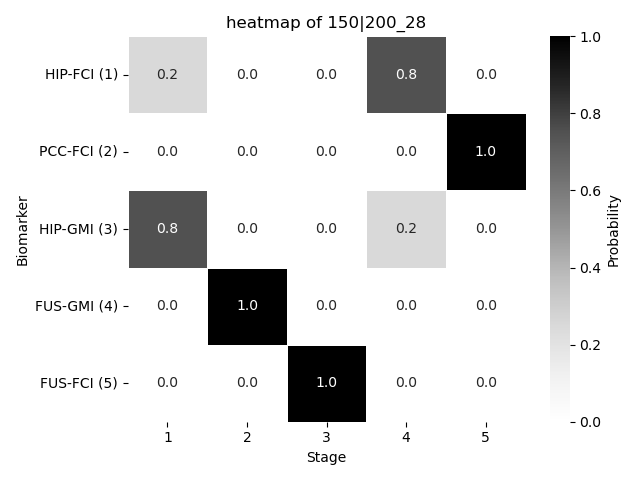 heatmap of 150|200_28
HIP-FCI (1) 0.2 0.0 0.0 0.8 0.0
PCC-FCI (2) 0.0 0.0 0.0 0.0 1.0
HIP-GMI (3) 0.8 0.0 0.0 0.2 0.0
FUS-GMI (4) 0.0 1.0 0.0 0.0 0.0
FUS-FCI (5) 0.0 0.0 1.0 0.0 0.0
1 2 3 4 5
Stage
Biomarker
1.0
0.8
0.6
0.4
0.2
0.0
Probability